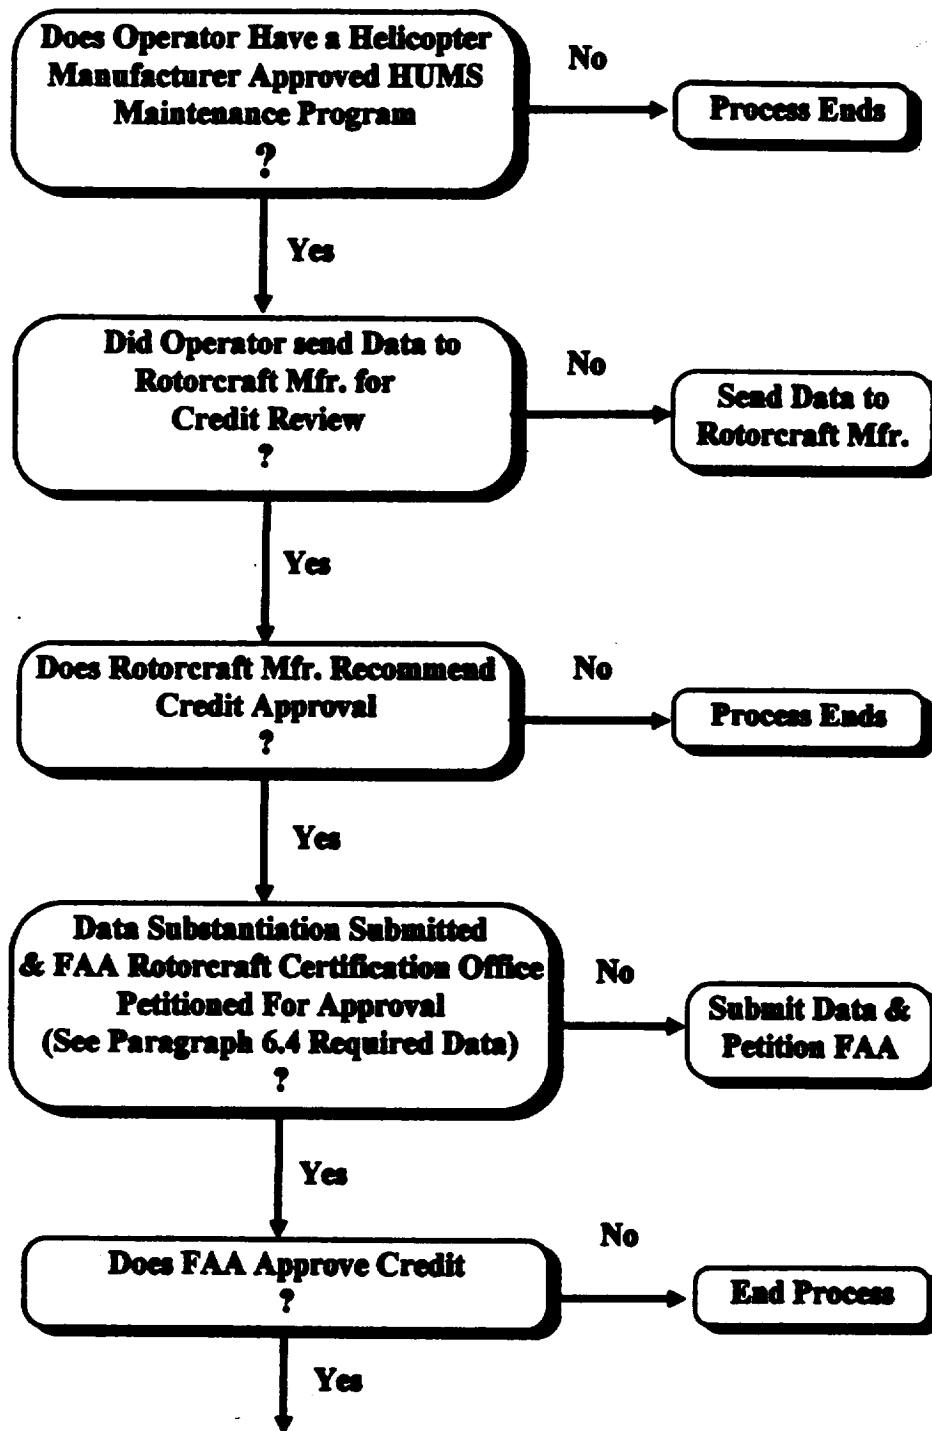 Does Operator Have a Helicopter
Manufacturer Approved HUMS
Maintenance Program
?
No
Process Ends
Yes
Did Operator send Data to
Rotorcraft Mfr. for
Credit Review
?
No
Send Data to
Rotorcraft Mfr.
Yes
Does Rotorcraft Mfr. Recommend
Credit Approval
?
No
Process Ends
Yes
Data Substantiation Submitted
& FAA Rotorcraft Certification Office
Petitioned For Approval
(See Paragraph 6.4 Required Data)
?
No
Submit Data &
Petition FAA
Yes
Does FAA Approve Credit
?
No
End Process
Yes